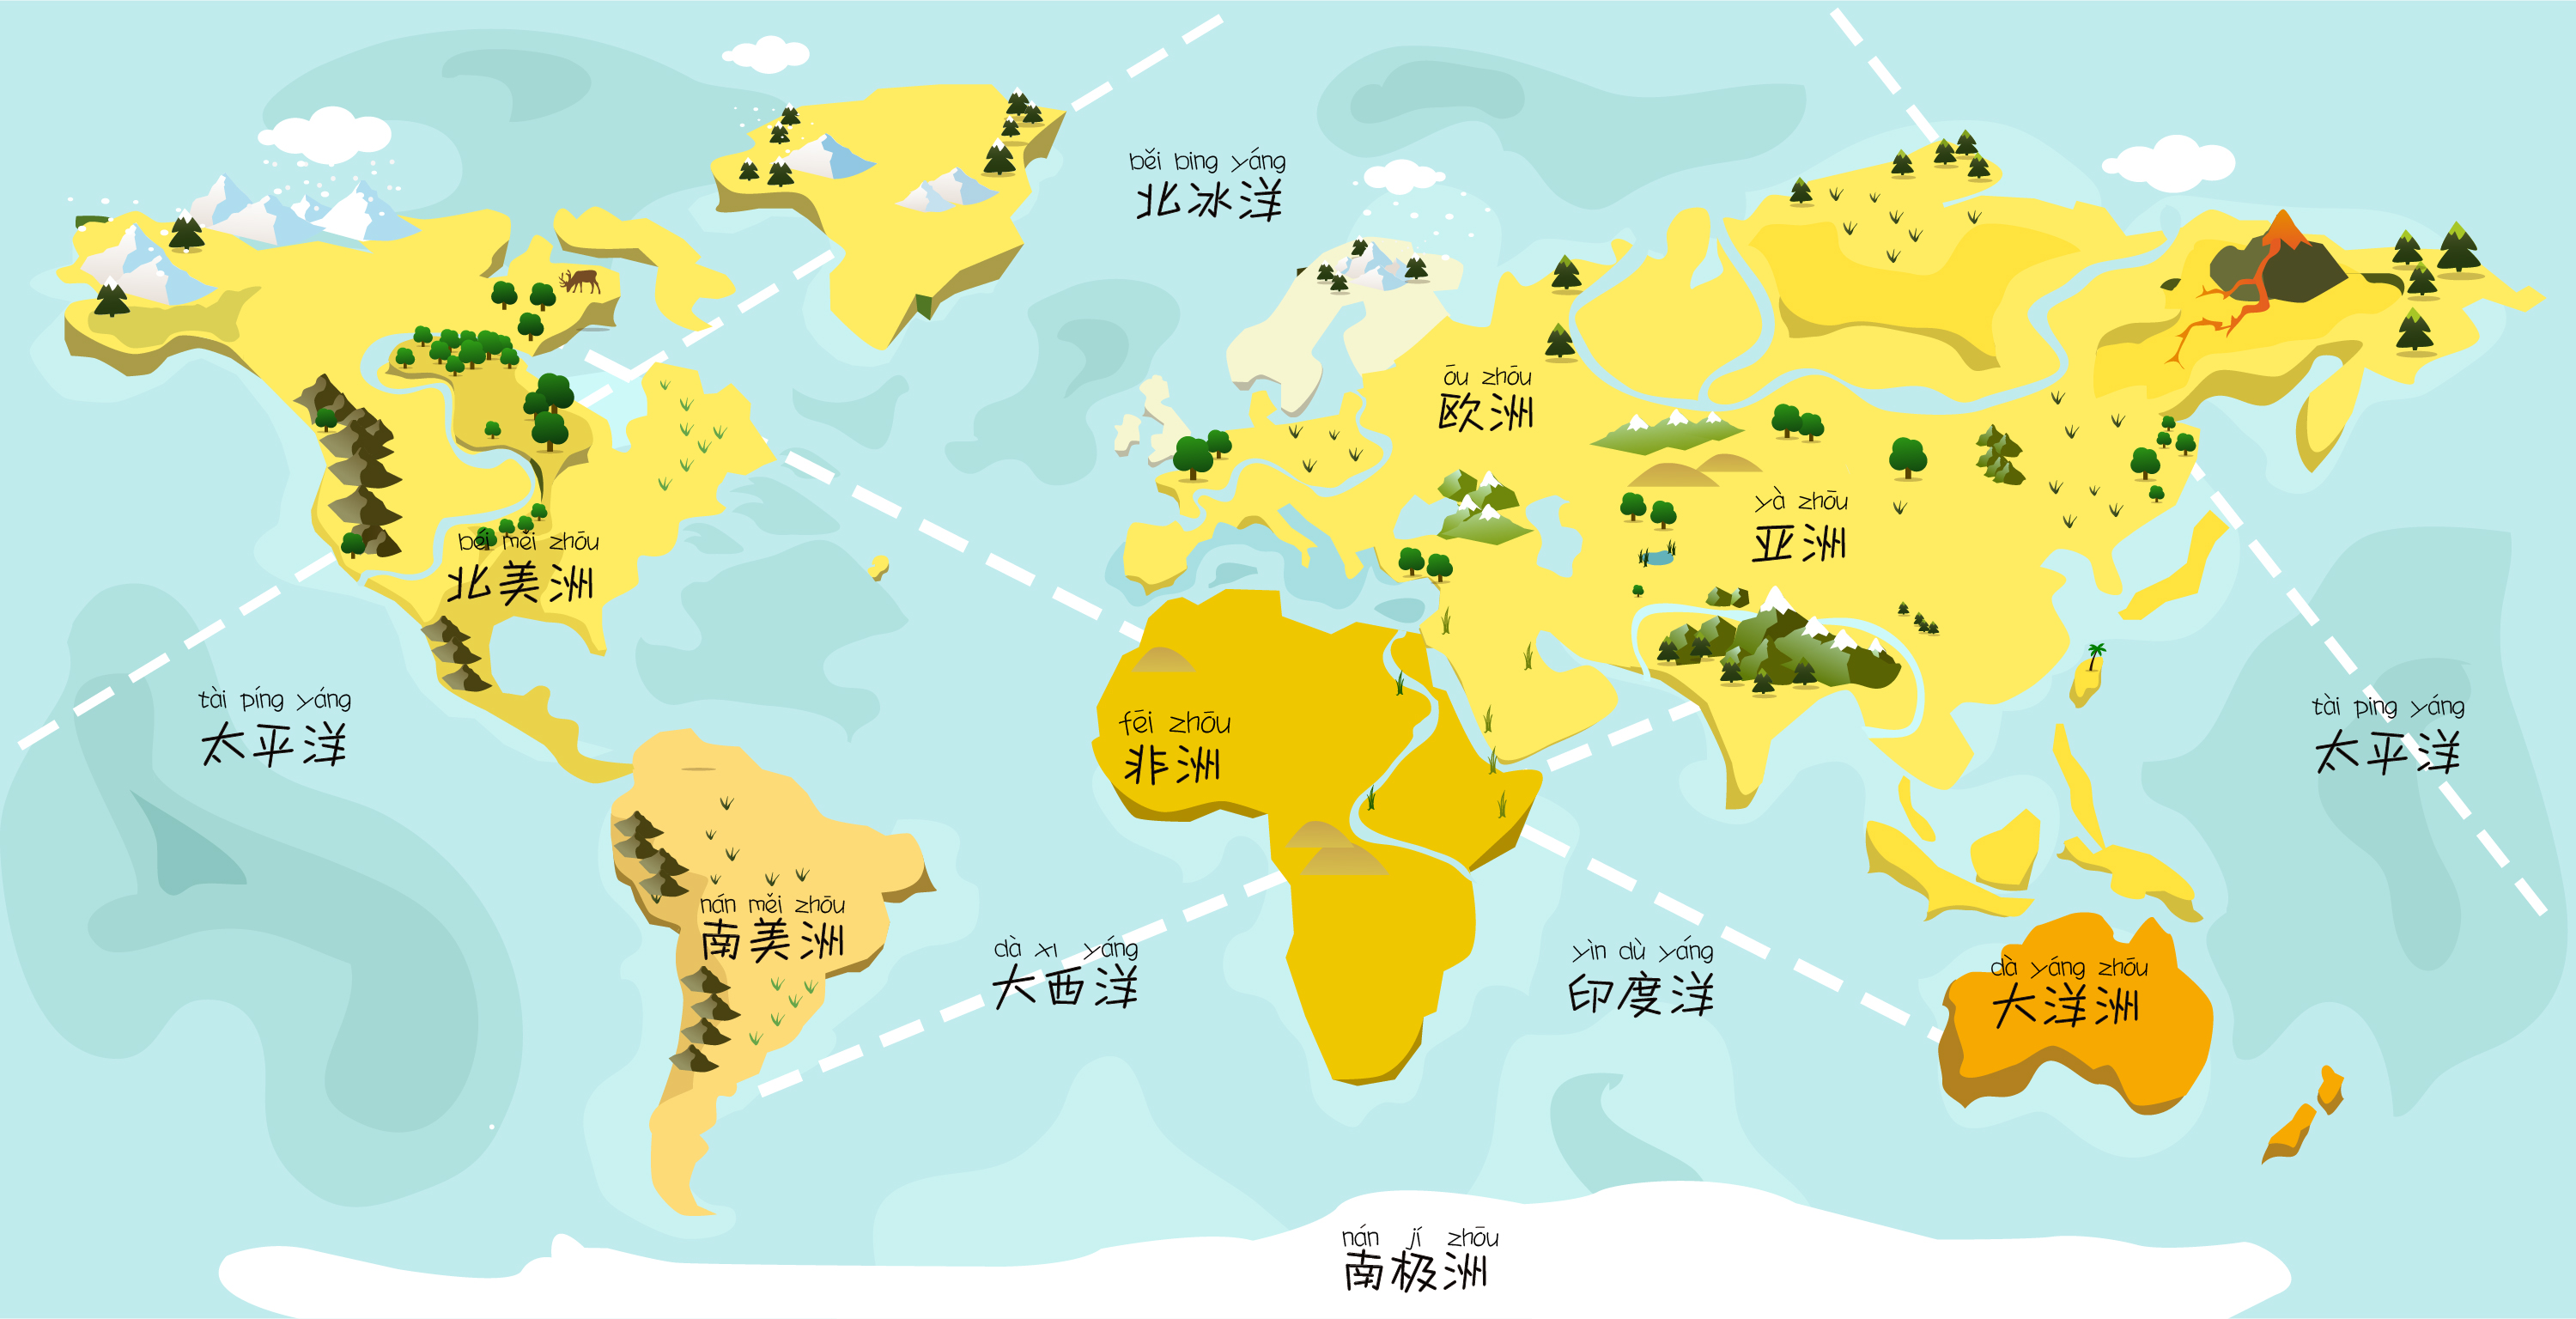 běi bing yáng
北冰洋
ōu zhōu
欧洲
yà zhōu
亚洲
béi měi zhōu
北美洲
tài píng yáng
太平洋
fēi zhōu
非洲
tài ping yáng
太平洋
nán měi zhōu
南美洲
dà xı yáng
大西洋
yìn dù yáng
印度洋
dà yáng zhōu
大洋洲
nán jí zhōu
南极洲